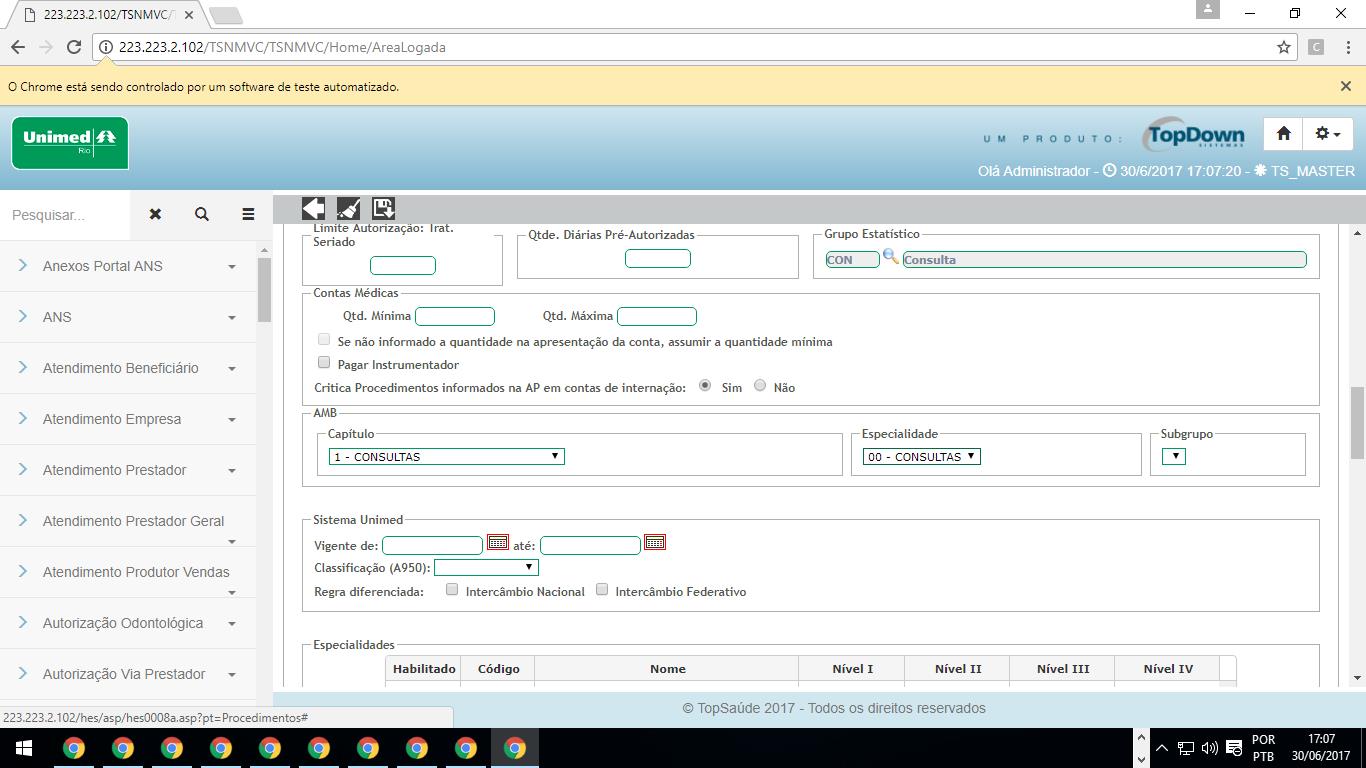 223.223.2.102/TSNMVC/T
223.223.2.102/TSNMVC/TSNMVC/Home/AreaLogada
C
O Chrome está sendo controlado por um software de teste automatizado.
Unimed
Rio
UM PRODUTO:
TopDown
SISTEMAS
Olá Administrador - 30/6/2017 17:07:20 - TS_MASTER
Pesquisar...
Anexos Portal ANS
ANS
Atendimento Beneficiário
Atendimento Empresa
Atendimento Prestador
Atendimento Prestador Geral
Atendimento Produtor Vendas
Autorização Odontológica
Autorização Via Prestador
Limite Autorização: Trat.
Seriado
Qtde. Diárias Pré-Autorizadas
Grupo Estatístico
CON Consulta
Contas Médicas
Qtd. Mínima Qtd. Máxima
Se não informado a quantidade na apresentação da conta, assumir a quantidade mínima
Pagar Instrumentador
Critica Procedimentos informados na AP em contas de internação: Sim Não
AMB
Capítulo Especialidade Subgrupo
1 - CONSULTAS 00 - CONSULTAS
Sistema Unimed
Vigente de: até:
Classificação (A950):
Regra diferenciada: Intercâmbio Nacional Intercâmbio Federativo
Especialidades
Habilitado Código Nome Nível I Nível II Nível III Nível IV
223.223.2.102/hes/asp/hes0008a.asp?pt=Procedimentos#
© TopSaúde 2017 - Todos os direitos reservados
POR
PTB
17:07
30/06/2017